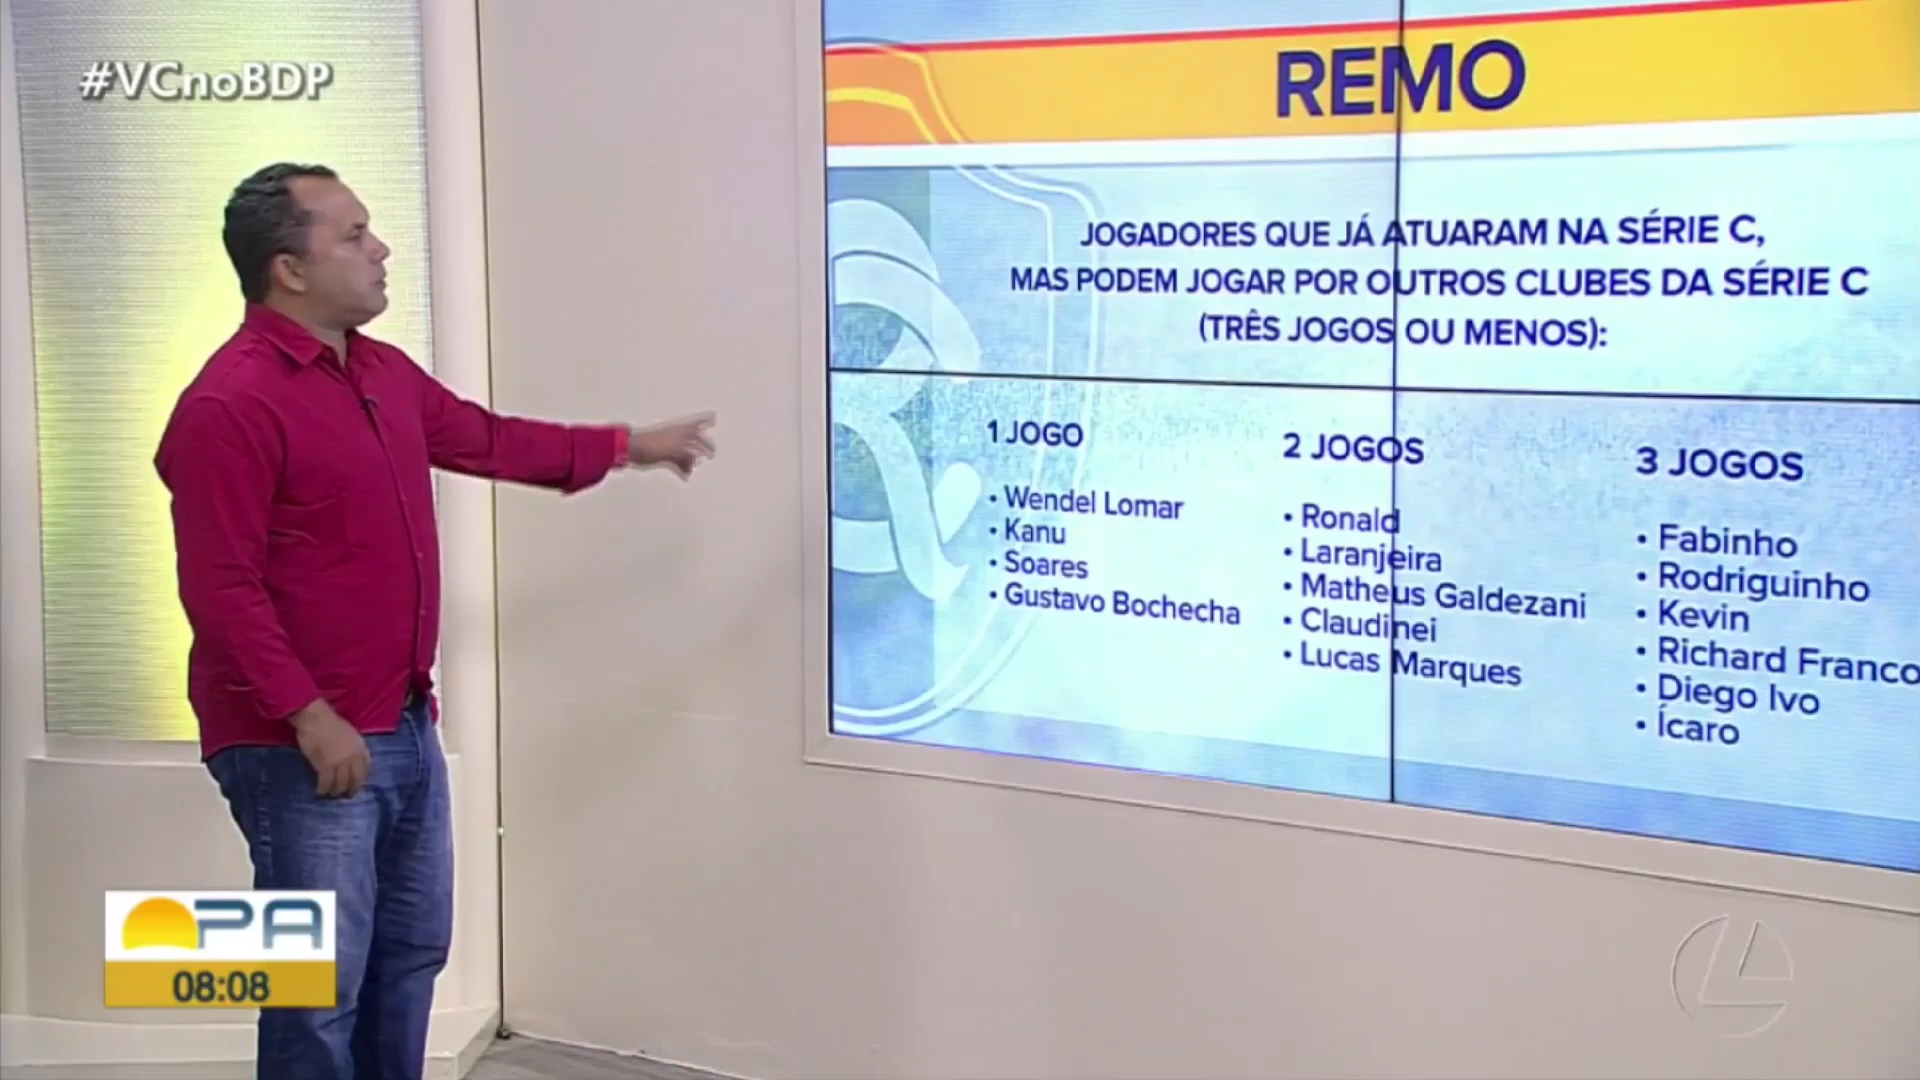 #VCnoBDP
REMO
JOGADORES QUE JÁ ATUARAM NA SÉRIE C,
MAS PODEM JOGAR POR OUTROS CLUBES DA SÉRIE C
(TRÊS JOGOS OU MENOS):
1 JOGO
• Wendel Lomar
• Kanu
• Soares
• Gustavo Bochecha
2 JOGOS
• Ronald
• Laranjeira
• Matheus Galdezani
• Claudinei
• Lucas Marques
3 JOGOS
• Fabinho
• Rodriguinho
• Kevin
• Richard Franco
• Diego Ivo
• Ícaro
PA
08:08